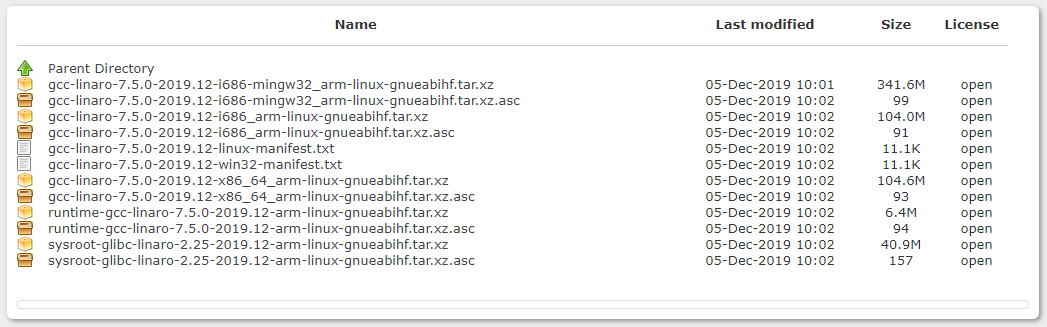 Name Last modified Size License
Parent Directory
gcc-linaro-7.5.0-2019.12-i686-mingw32_arm-linux-gnueabihf.tar.xz 05-Dec-2019 10:01 341.6M open
gcc-linaro-7.5.0-2019.12-i686-mingw32_arm-linux-gnueabihf.tar.xz.asc 05-Dec-2019 10:02 99 open
gcc-linaro-7.5.0-2019.12-i686_arm-linux-gnueabihf.tar.xz 05-Dec-2019 10:02 104.0M open
gcc-linaro-7.5.0-2019.12-i686_arm-linux-gnueabihf.tar.xz.asc 05-Dec-2019 10:02 91 open
gcc-linaro-7.5.0-2019.12-linux-manifest.txt 05-Dec-2019 10:02 11.1K open
gcc-linaro-7.5.0-2019.12-win32-manifest.txt 05-Dec-2019 10:02 11.1K open
gcc-linaro-7.5.0-2019.12-x86_64_arm-linux-gnueabihf.tar.xz 05-Dec-2019 10:02 104.6M open
gcc-linaro-7.5.0-2019.12-x86_64_arm-linux-gnueabihf.tar.xz.asc 05-Dec-2019 10:02 93 open
runtime-gcc-linaro-7.5.0-2019.12-arm-linux-gnueabihf.tar.xz 05-Dec-2019 10:02 6.4M open
runtime-gcc-linaro-7.5.0-2019.12-arm-linux-gnueabihf.tar.xz.asc 05-Dec-2019 10:02 94 open
sysroot-glibc-linaro-2.25-2019.12-arm-linux-gnueabihf.tar.xz 05-Dec-2019 10:02 40.9M open
sysroot-glibc-linaro-2.25-2019.12-arm-linux-gnueabihf.tar.xz.asc 05-Dec-2019 10:02 157 open